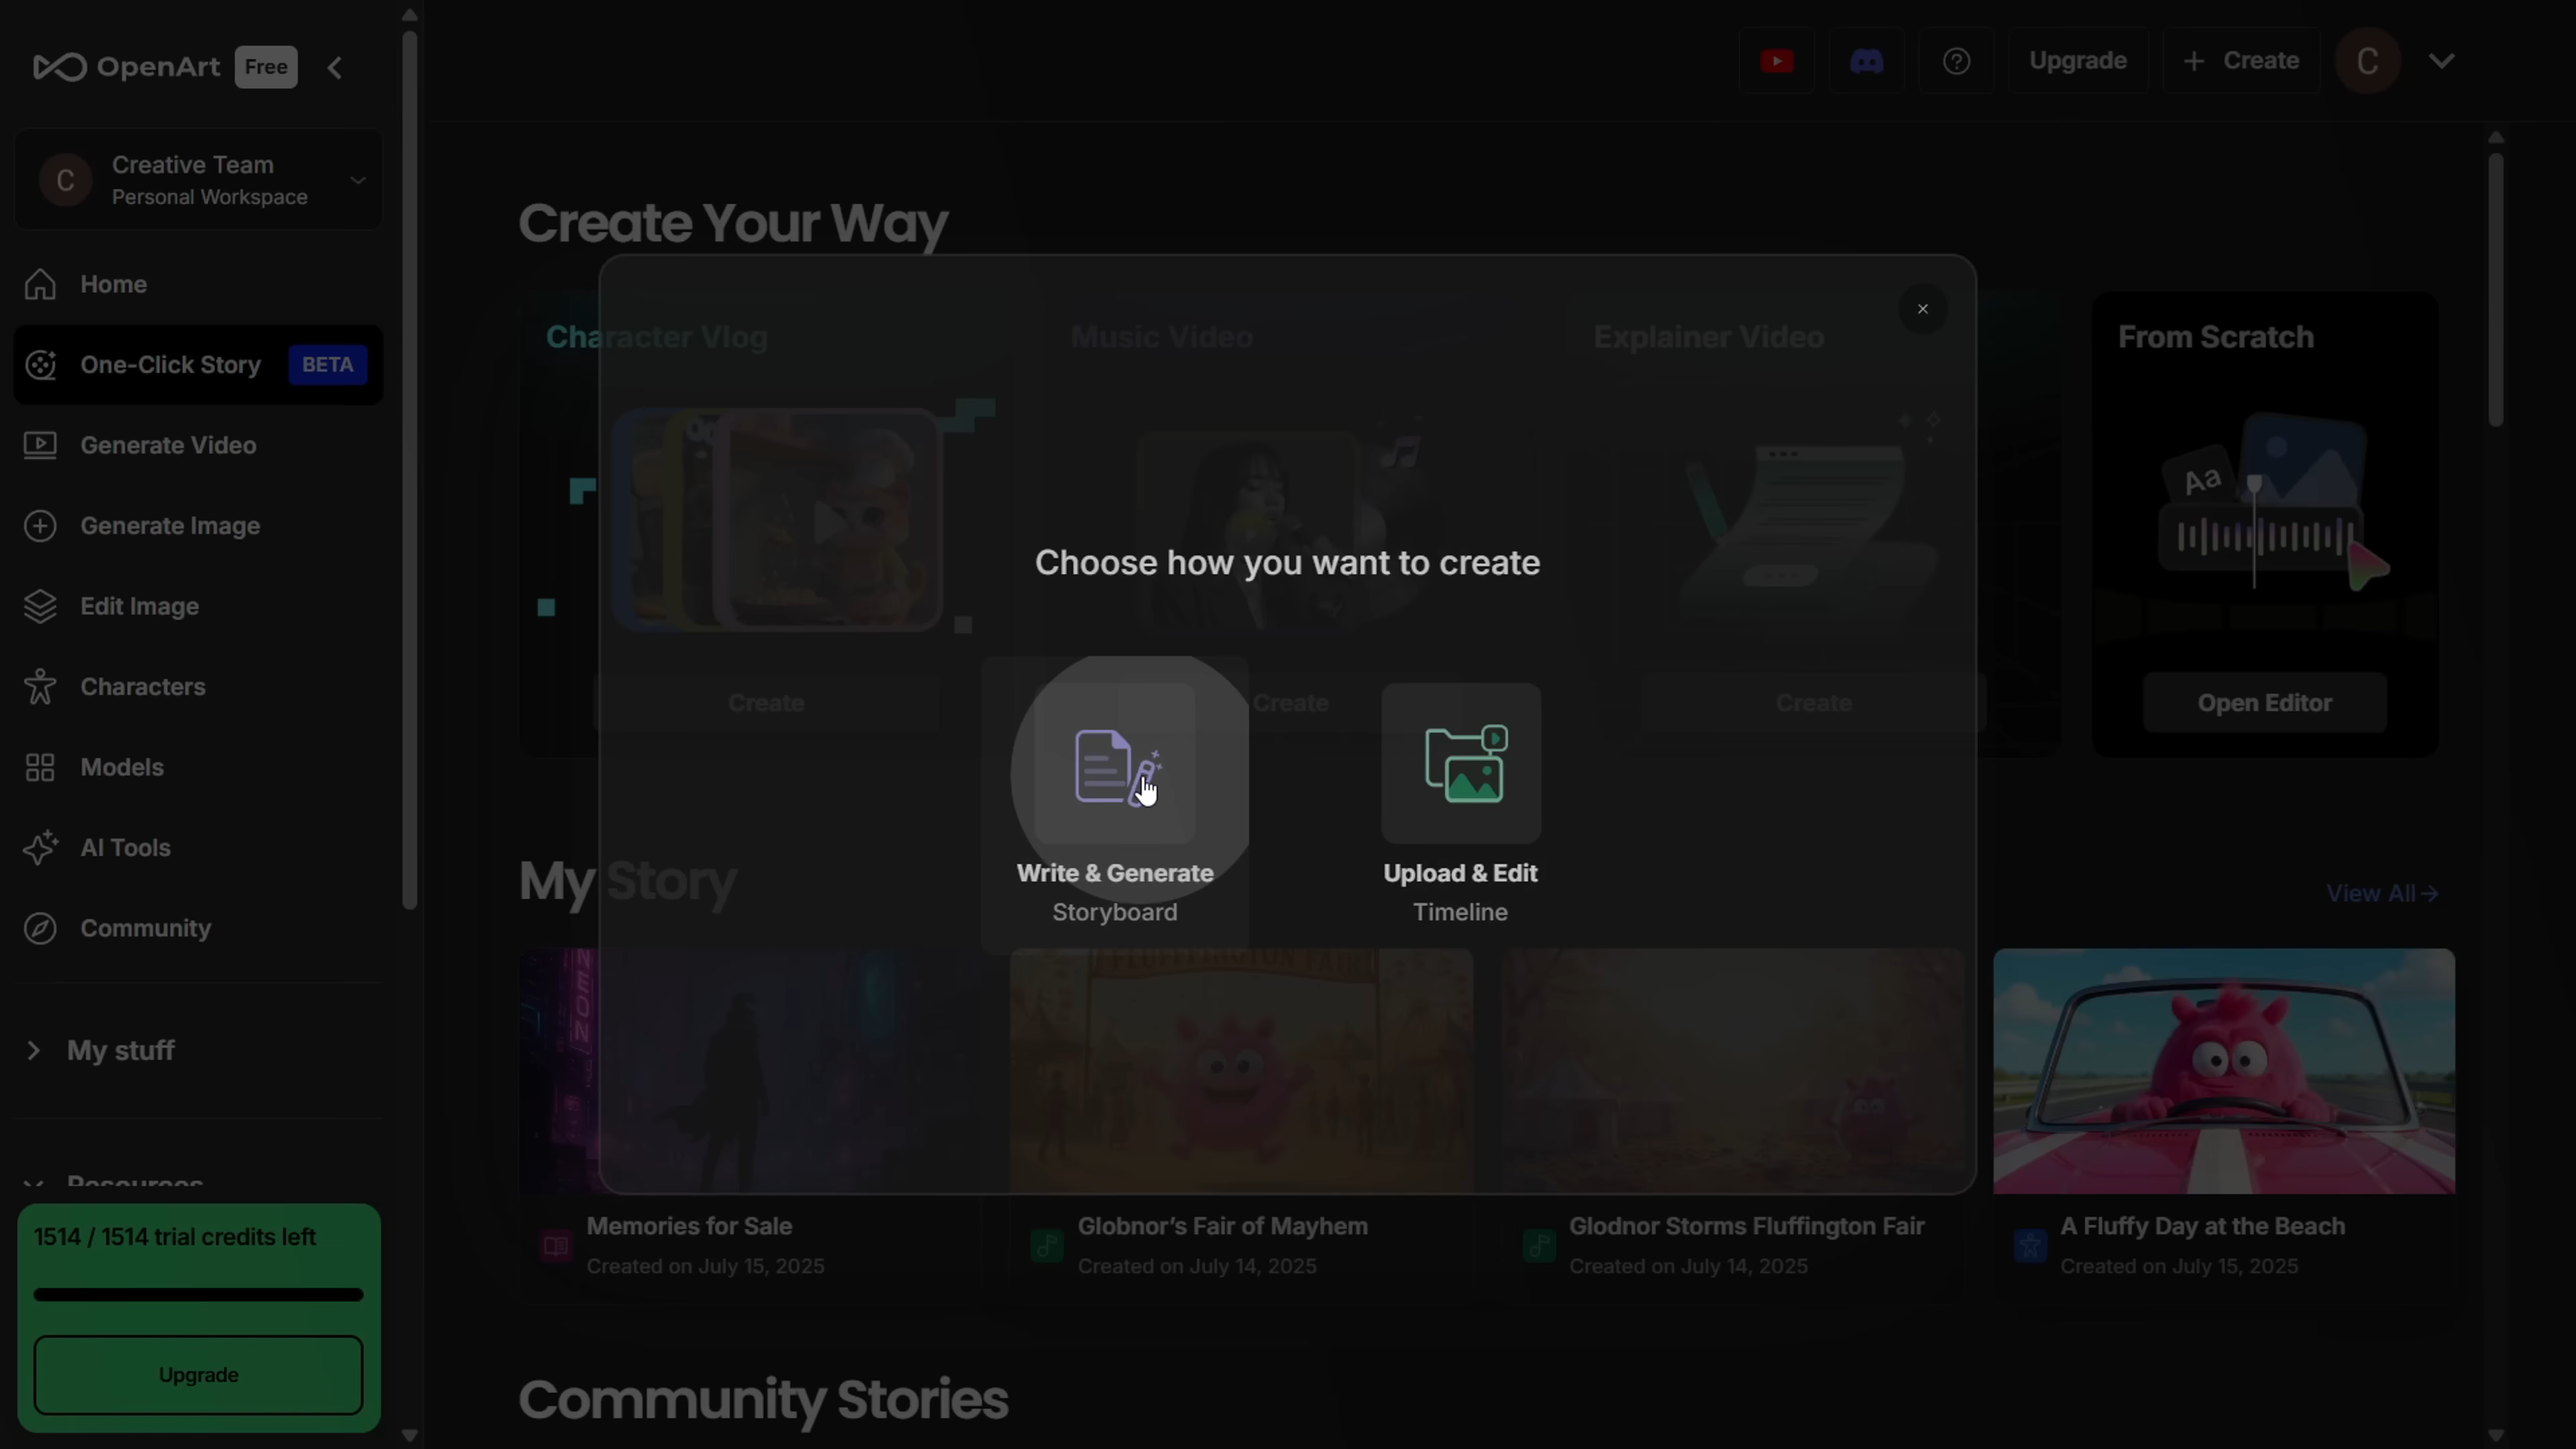 OpenArt Free
Creative Team
Personal Workspace
Home
One-Click Story BETA
Generate Video
Generate Image
Edit Image
Characters
Models
AI Tools
Community
My stuff
Resources
1514 / 1514 trial credits left
Upgrade
Upgrade
+ Create
C
C
Create Your Way
Character Vlog
Music Video
Explainer Video
From Scratch
Aa
Choose how you want to create
Create
Create
Create
Open Editor
Write & Generate
Storyboard
Upload & Edit
Timeline
My Story
View All →
NEON
FLUFFINGTON FAIR
Memories for Sale
Created on July 15, 2025
Globnor's Fair of Mayhem
Created on July 14, 2025
Glodnor Storms Fluffington Fair
Created on July 14, 2025
A Fluffy Day at the Beach
Created on July 15, 2025
Community Stories